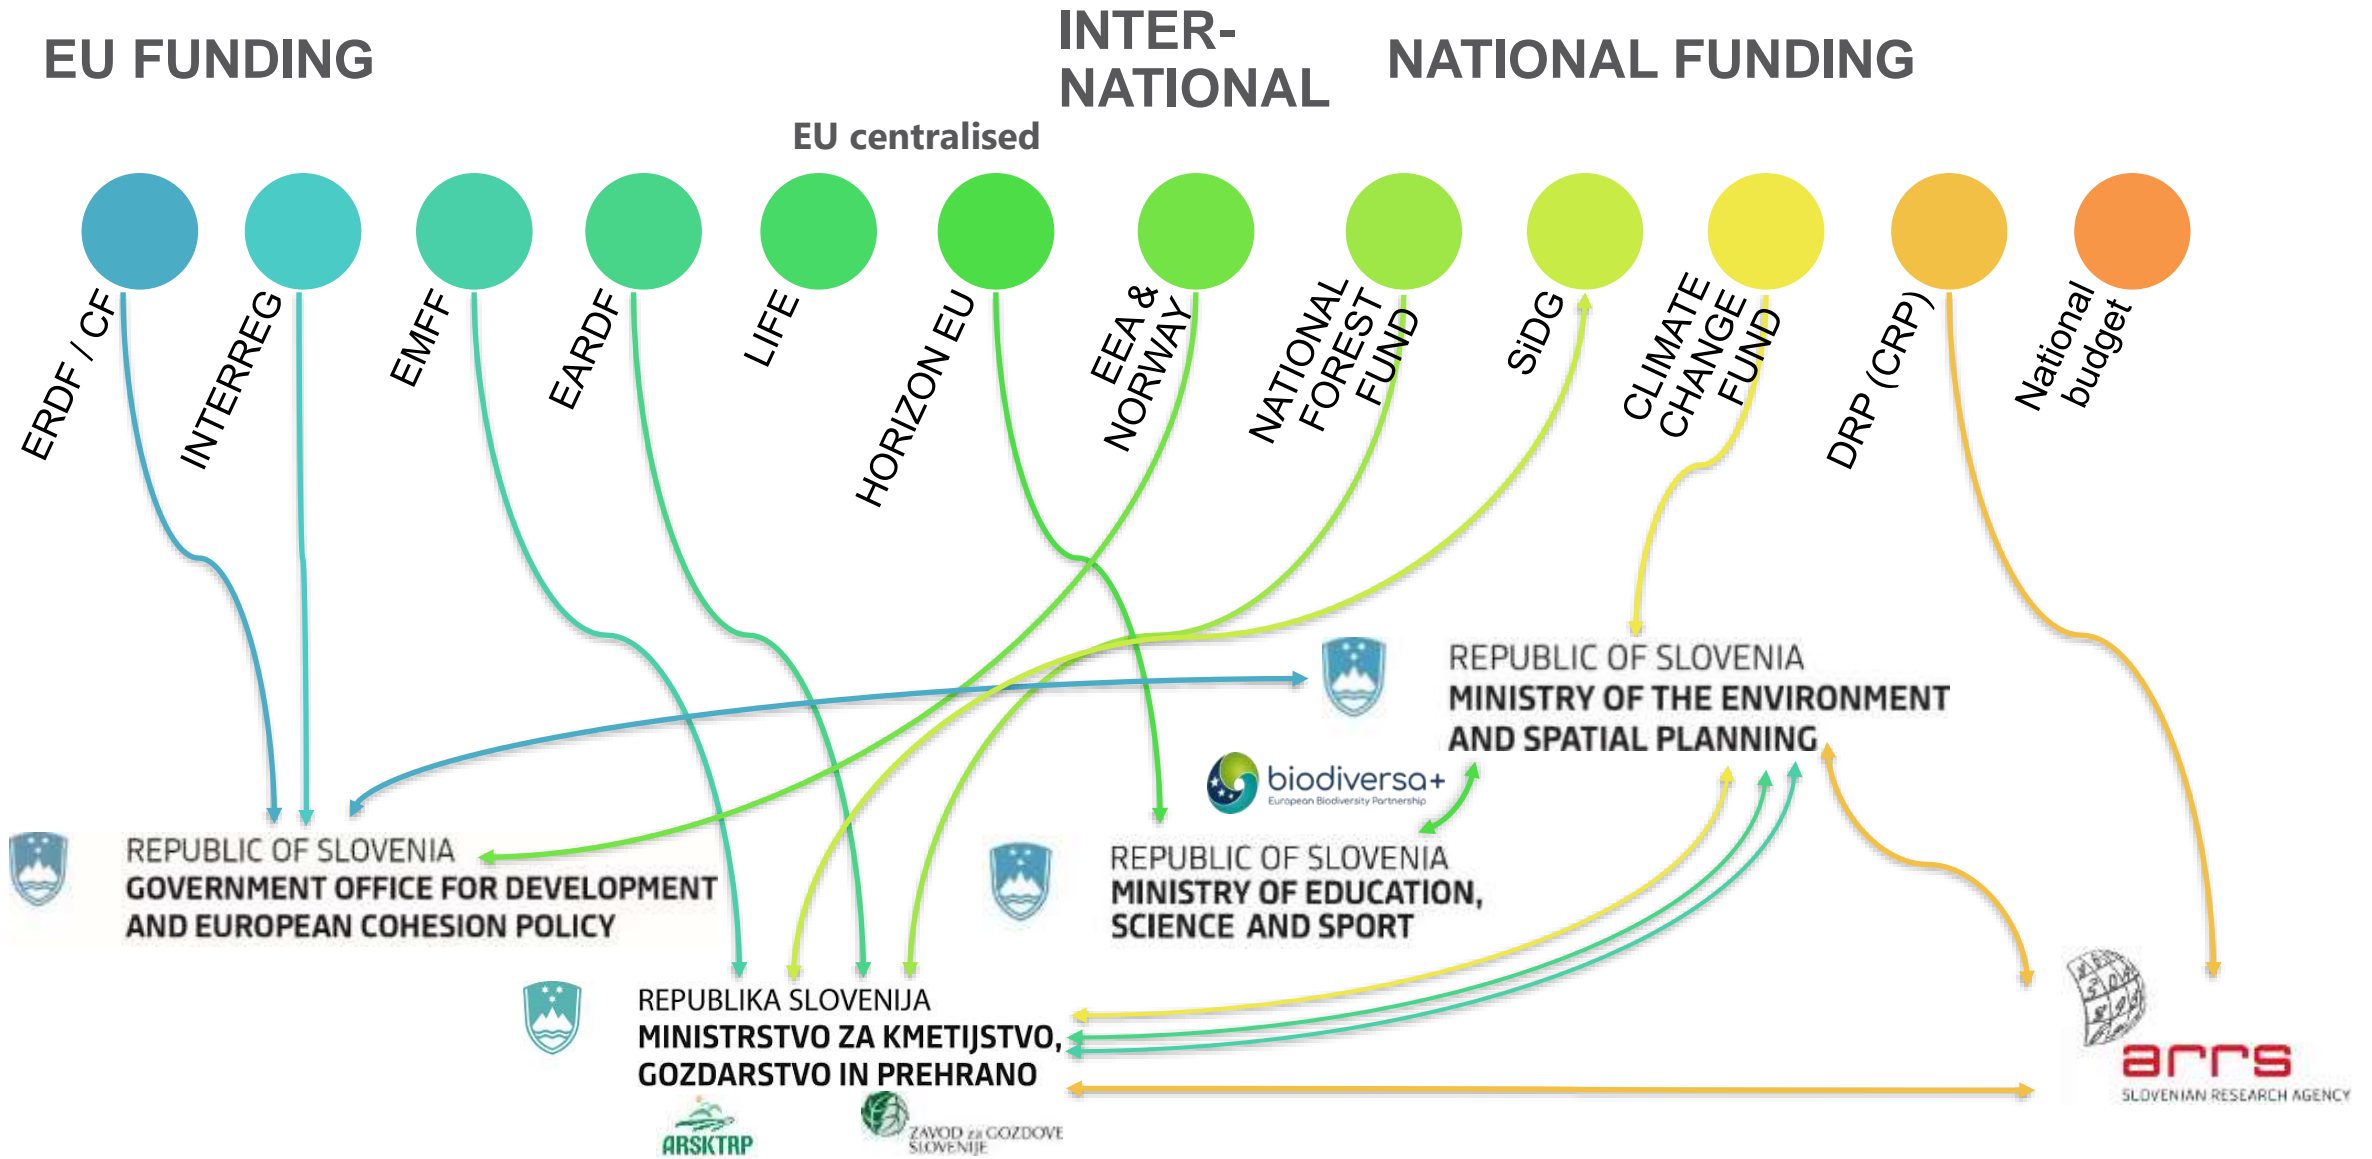 EU FUNDING
INTER-
NATIONAL
NATIONAL FUNDING
EU centralised
ERDF / CF
INTERREG
EMFF
EARDF
LIFE
HORIZON EU
EEA &
NORWAY
NATIONAL
FOREST
FUND
SiDG
CLIMATE
CHANGE
FUND
DRP (CRP)
National
budget
REPUBLIC OF SLOVENIA
MINISTRY OF THE ENVIRONMENT
AND SPATIAL PLANNING
biodiversa+
European Biodiversity Partnership
REPUBLIC OF SLOVENIA
GOVERNMENT OFFICE FOR DEVELOPMENT
AND EUROPEAN COHESION POLICY
REPUBLIC OF SLOVENIA
MINISTRY OF EDUCATION,
SCIENCE AND SPORT
REPUBLIKA SLOVENIJA
MINISTRSTVO ZA KMETIJSTVO,
GOZDARSTVO IN PREHRANO
ARSKTRP
ZAVOD za GOZDOVE
SLOVENIJE
arrs
SLOVENIAN RESEARCH AGENCY